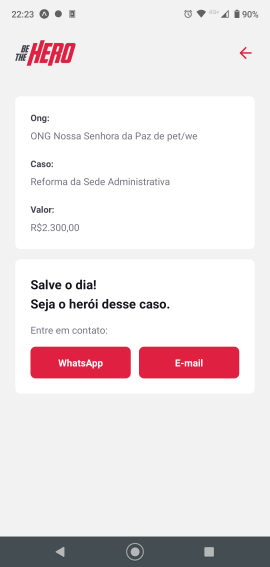 22:23
4G+
90%
BE
THE HERO
Ong:
ONG Nossa Senhora da Paz de pet/we
Caso:
Reforma da Sede Administrativa
Valor:
R$2.300,00
Salve o dia!
Seja o herói desse caso.
Entre em contato:
WhatsApp
E-mail